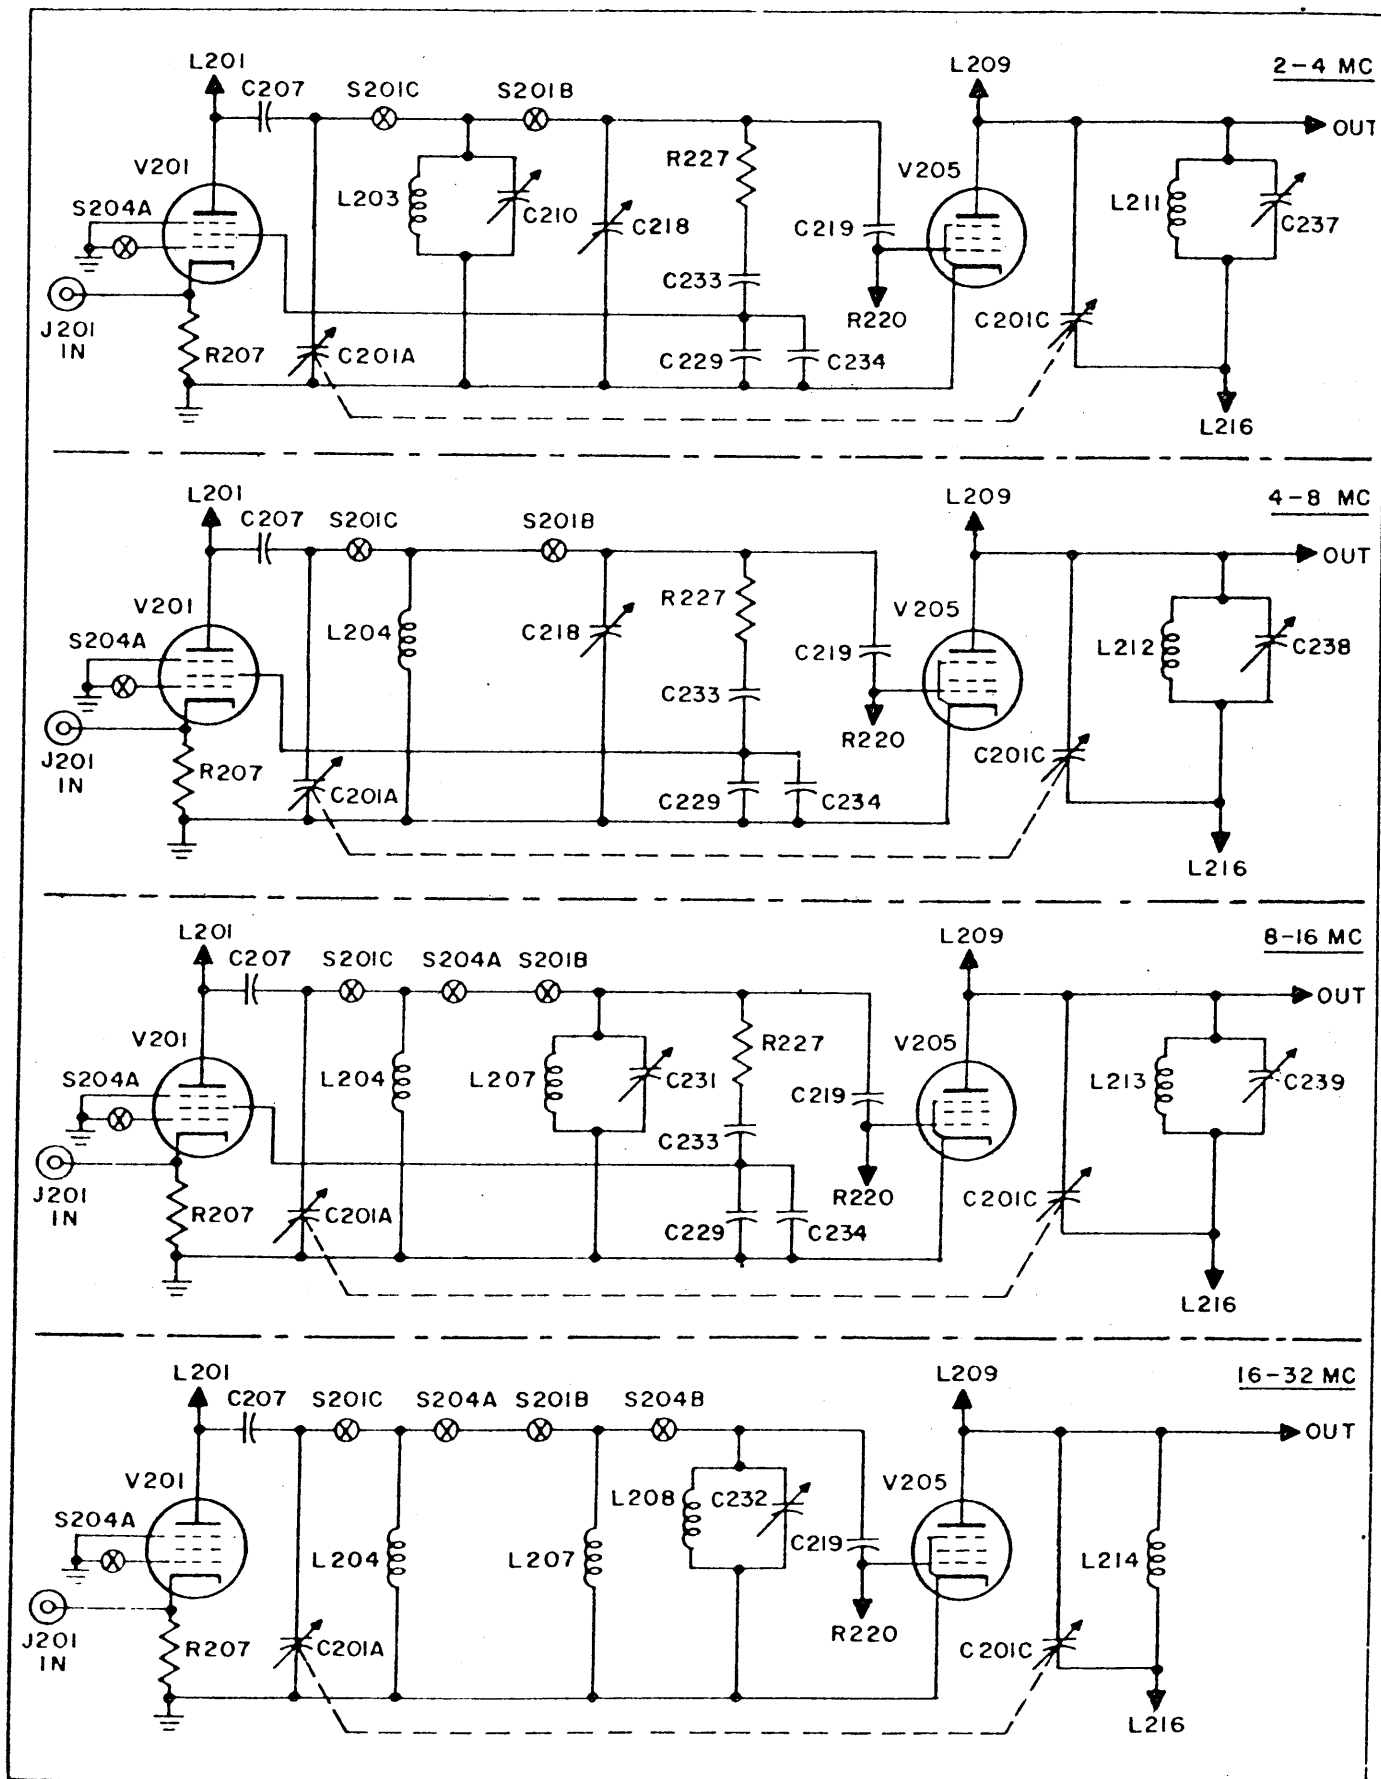 L201
C207 S201C S201B
L209
2-4 MC
OUT
V201
S204A
L203
C210
C218
R227
V205
L211
C237
C219
C233
J201
IN
R207
C201A
C229
C234
R220
C201C
L216
L201
C207 S201C S201B
L209
4-8 MC
OUT
V201
S204A
L204
C218
R227
V205
L212
C238
C219
C233
J201
IN
R207
C201A
C229
C234
R220
C201C
L216
L201
C207 S201C S204A S201B
L209
8-16 MC
OUT
V201
S204A
L204
L207
C231
R227
V205
L213
C239
C219
C233
J201
IN
R207
C201A
C229
C234
R220
C201C
L216
L201
C207 S201C S204A S201B S204B
L209
16-32 MC
OUT
V201
S204A
L204
L207
L208
C232
V205
C219
L214
J201
IN
R207
C201A
R220
C201C
L216